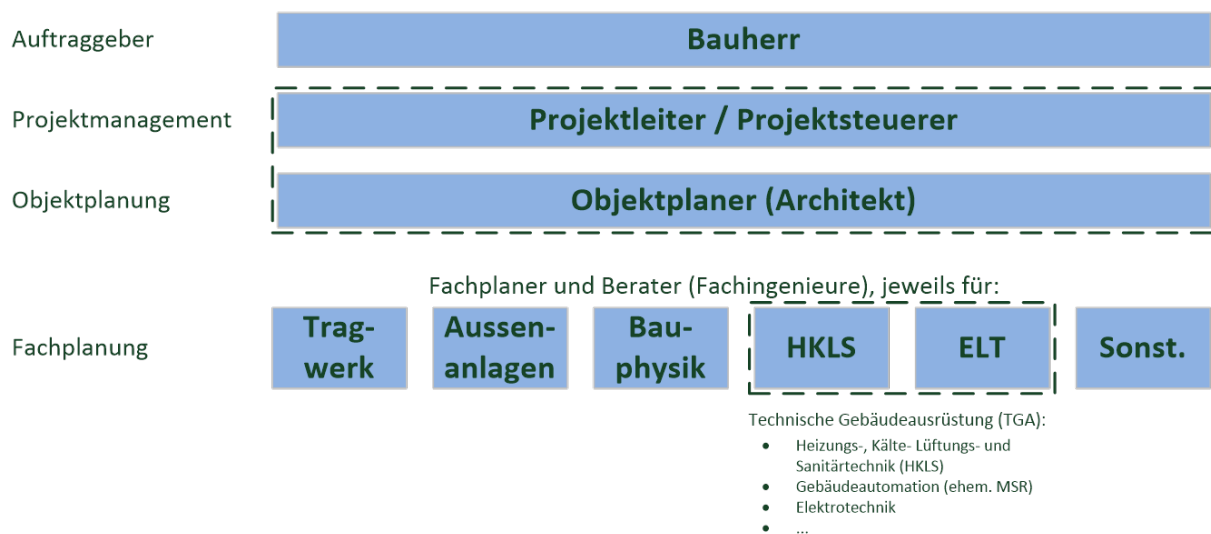 Auftraggeber
Bauherr
Projektmanagement
Projektleiter / Projektsteuerer
Objektplanung
Objektplaner (Architekt)
Fachplaner und Berater (Fachingenieure), jeweils für:
Fachplanung
Trag-
werk
Aussen-
anlagen
Bau-
physik
HKLS
ELT
Sonst.
Technische Gebäudeausrüstung (TGA):
• Heizungs-, Kälte- Lüftungs- und
Sanitärtechnik (HKLS)
• Gebäudeautomation (ehem. MSR)
• Elektrotechnik
• ...